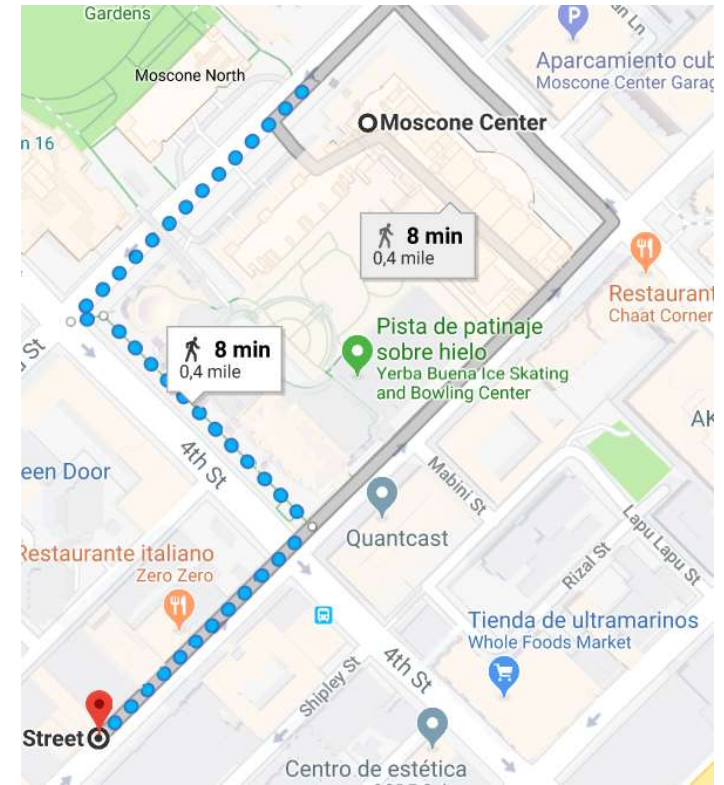 Gardens
an Ln
P
Moscone North
Aparcamiento cub
Moscone Center Garag
Moscone Center
n 16
8 min
0,4 mile
Restaurant
Chaat Corner
Pista de patinaje
sobre hielo
Yerba Buena Ice Skating
and Bowling Center
8 min
0,4 mile
St
AK
4th St
een Door
Mabini St
Quantcast
Lapu Lapu St
Rizal St
Restaurante italiano
Zero Zero
Tienda de ultramarinos
Whole Foods Market
4th St
Shipley St
Street
Centro de estética